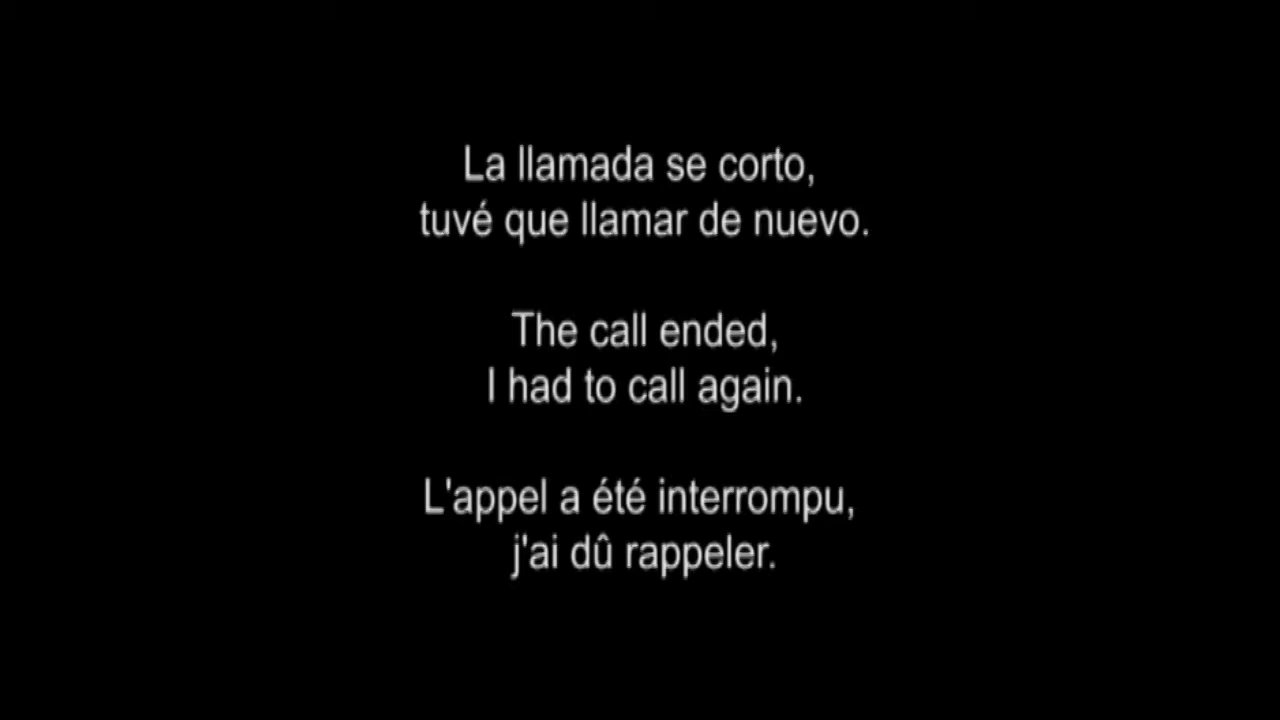 La llamada se corto,
tuvé que llamar de nuevo.
The call ended,
I had to call again.
L'appel a été interrompu,
j'ai dû rappeler.